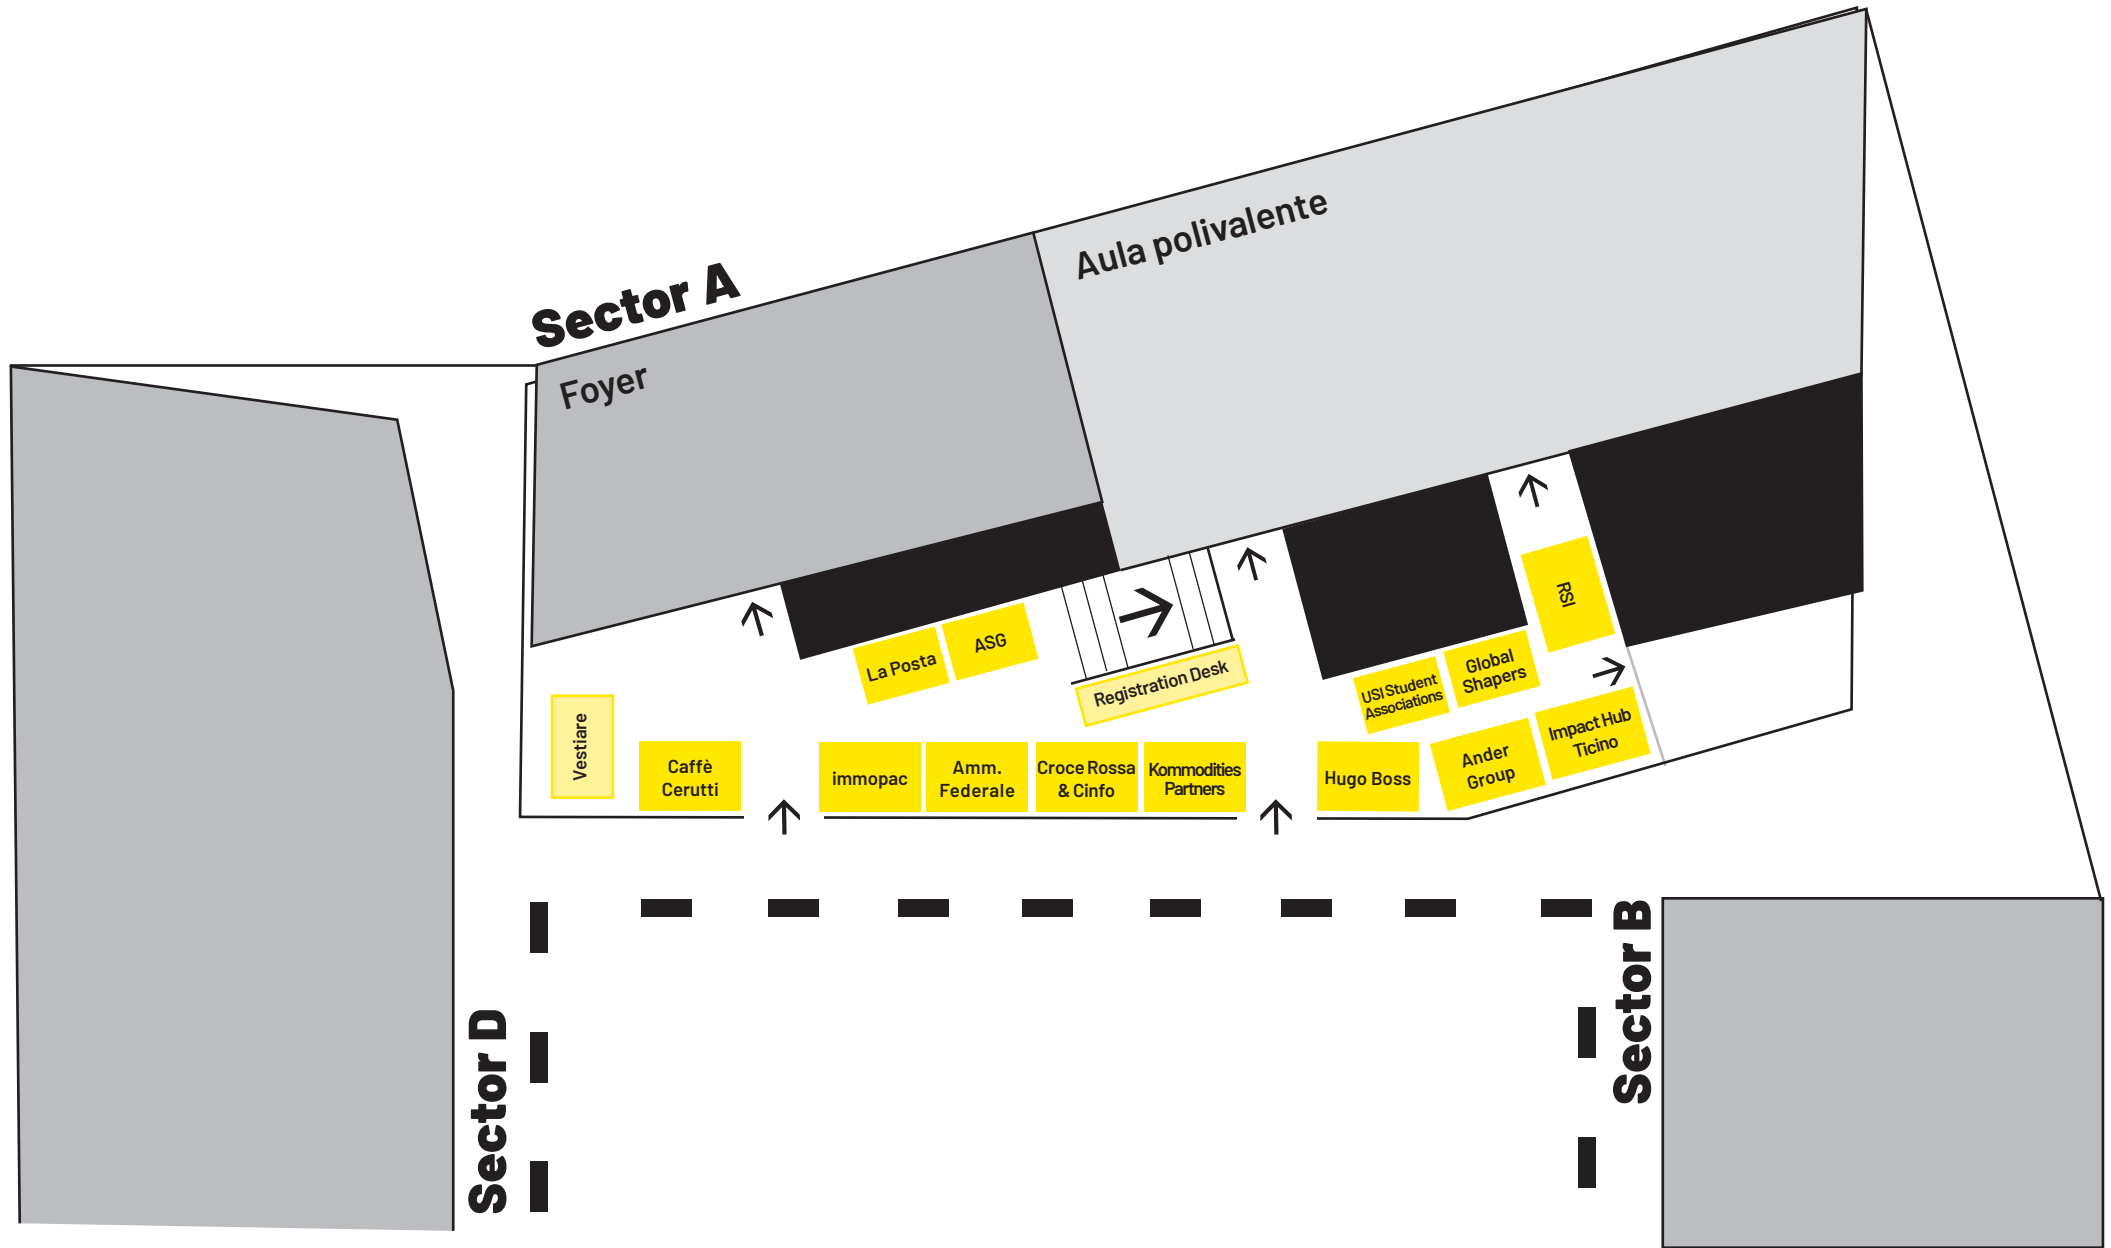 Sector A
Aula polivalente
Foyer
RSI
La Posta
ASG
Registration Desk
USI Student
Associations
Global
Shapers
Vestiare
Caffè
Cerutti
immopac
Amm.
Federale
Croce Rossa
& Cinfo
Kommodities
Partners
Hugo Boss
Ander
Group
Impact Hub
Ticino
Sector D
Sector B